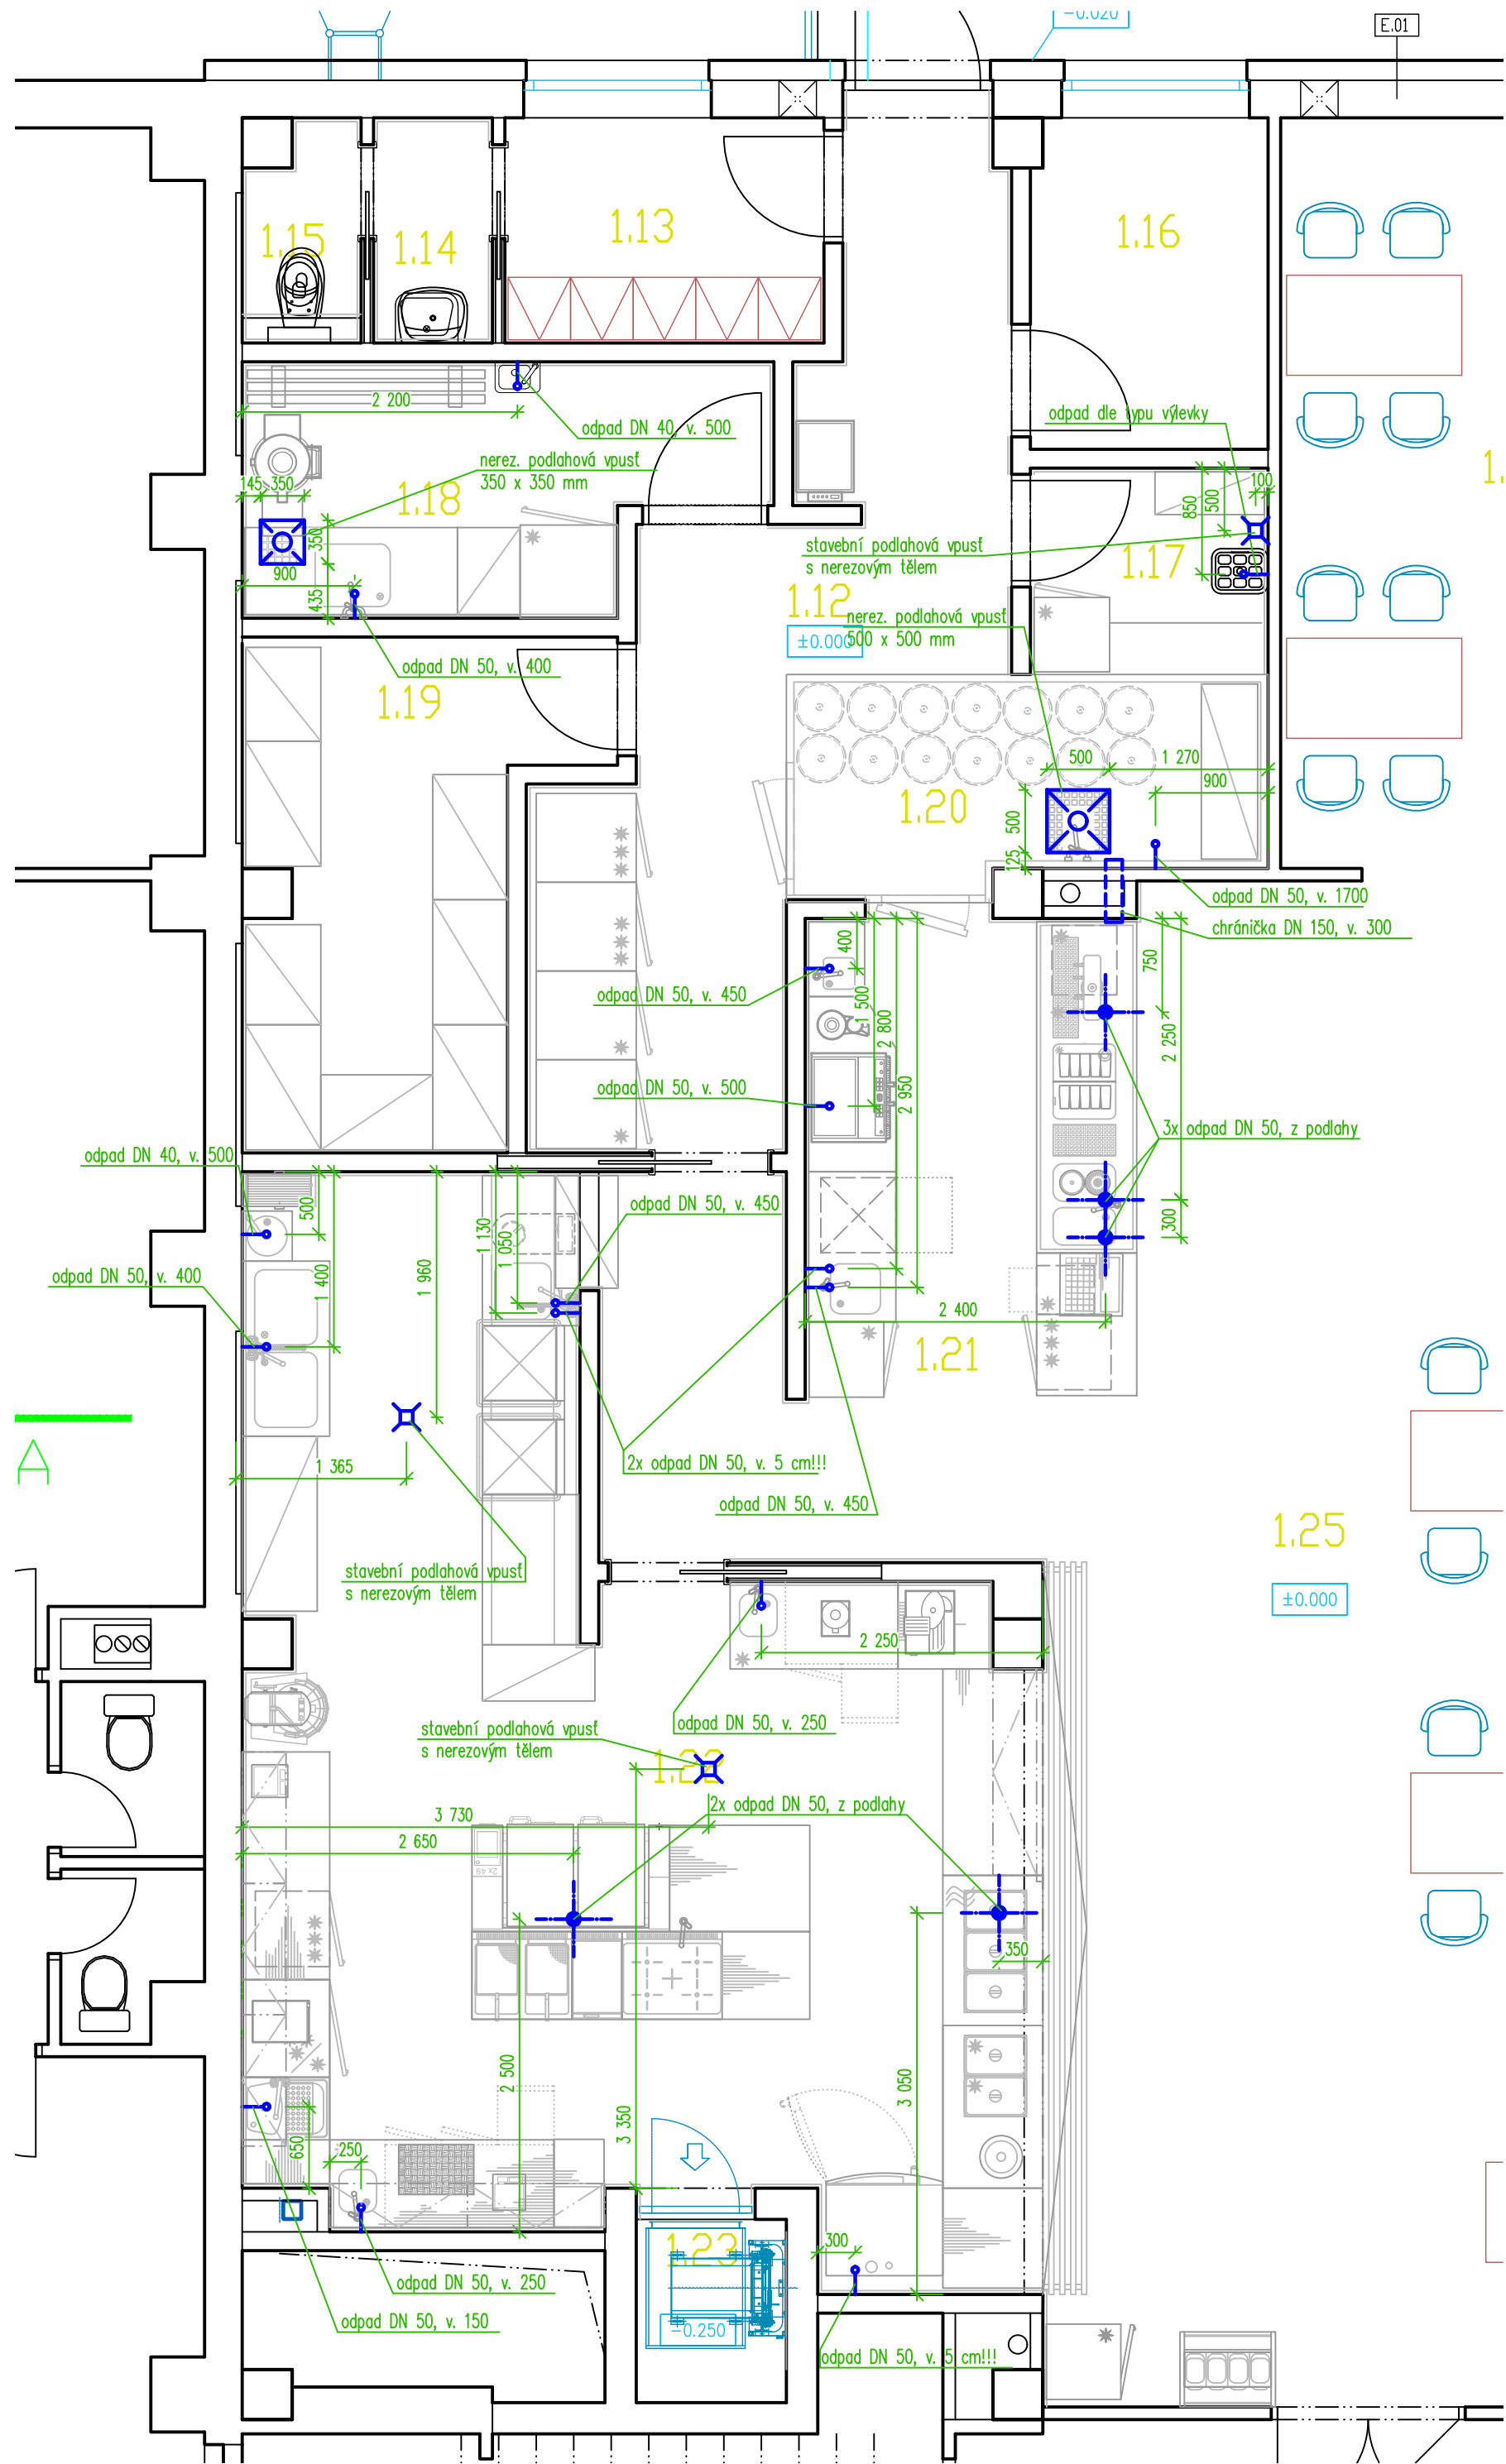 -0.020
E.01
1.15
1.14
1.13
1.16
2 200
odpad DN 40, v. 500
odpad dle typu výlevky
nerez. podlahová vpusť
350 x 350 mm
145
350
1.18
850
500
100
350
900
435
stavební podlahová vpusť
s nerezovým tělem
1.17
1.12
±0.000
nerez. podlahová vpusť
500 x 500 mm
odpad DN 50, v. 400
1.19
500
1 270
900
1.20
500
125
odpad DN 50, v. 1700
chránička DN 150, v. 300
400
750
odpad DN 50, v. 450
1 500
2 800
2 250
2 950
odpad DN 50, v. 500
3x odpad DN 50, z podlahy
odpad DN 40, v. 500
500
1 130
1 050
odpad DN 50, v. 450
300
odpad DN 50, v. 400
1 400
1 960
2 400
1.21
2x odpad DN 50, v. 5 cm!!!
1 365
odpad DN 50, v. 450
1.25
stavební podlahová vpusť
s nerezovým tělem
±0.000
2 250
odpad DN 50, v. 250
stavební podlahová vpusť
s nerezovým tělem
1.22
2x odpad DN 50, z podlahy
3 730
2 650
2x 49
350
2 500
3 350
3 050
650
250
1.23
300
odpad DN 50, v. 250
odpad DN 50, v. 150
-0.250
odpad DN 50, v. 5 cm!!!